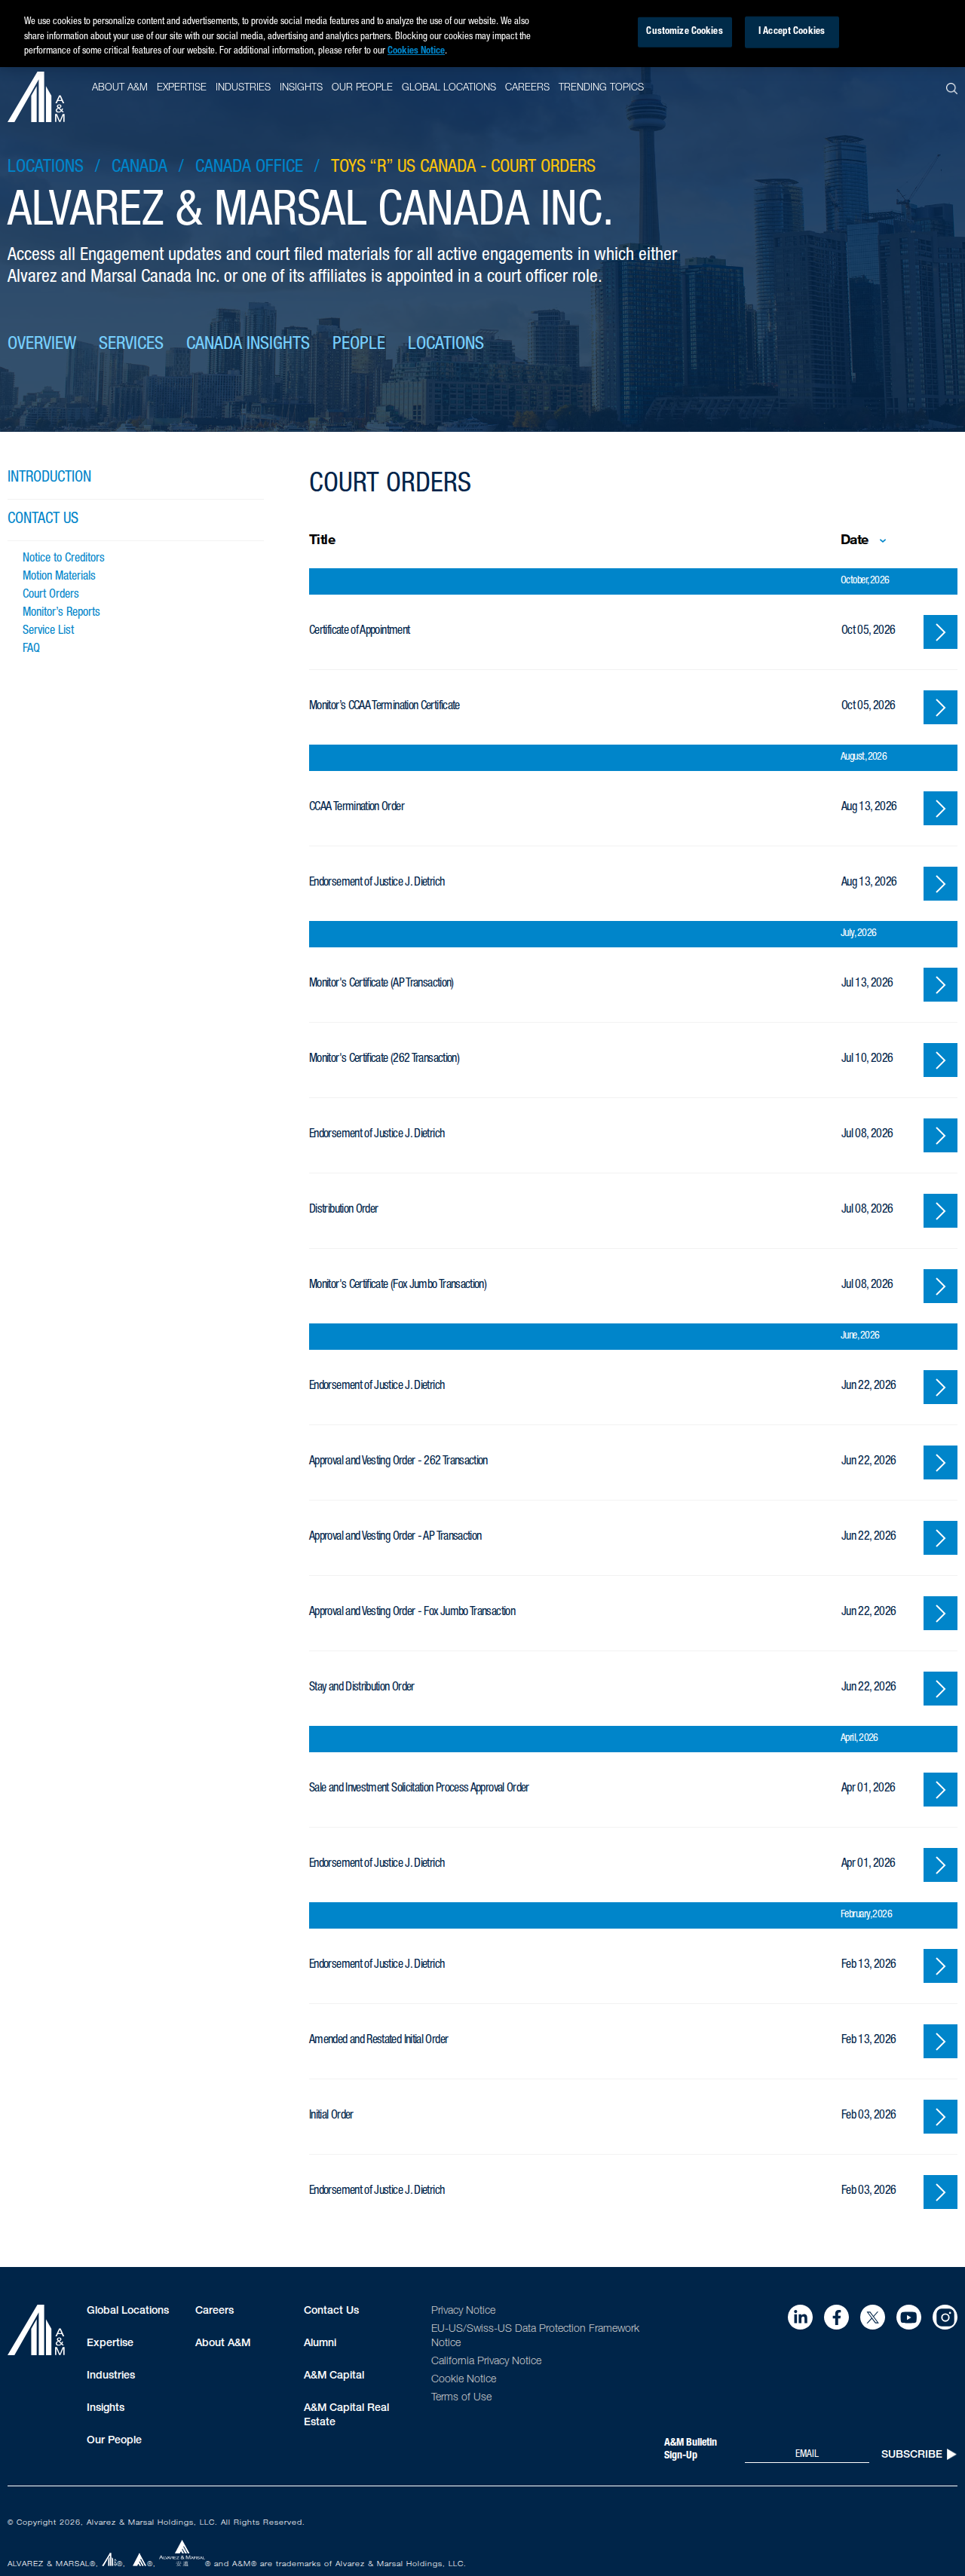 We use cookies to personalize content and advertisements, to provide social media features and to analyze the use of our website. We also
share information about your use of our site with our social media, advertising and analytics partners. Blocking our cookies may impact the
performance of some critical features of our website. For additional information, please refer to our Cookies Notice.
Customize Cookies
I Accept Cookies
A & M
ABOUT A&M EXPERTISE INDUSTRIES INSIGHTS OUR PEOPLE GLOBAL LOCATIONS CAREERS TRENDING TOPICS
LOCATIONS / CANADA / CANADA OFFICE / TOYS “R” US CANADA - COURT ORDERS
ALVAREZ & MARSAL CANADA INC.
Access all Engagement updates and court filed materials for all active engagements in which either
Alvarez and Marsal Canada Inc. or one of its affiliates is appointed in a court officer role.
OVERVIEW SERVICES CANADA INSIGHTS PEOPLE LOCATIONS
INTRODUCTION
CONTACT US
Notice to Creditors
Motion Materials
Court Orders
Monitor’s Reports
Service List
FAQ
COURT ORDERS
Title Date
October, 2026
Certificate of Appointment Oct 05, 2026
Monitor’s CCAA Termination Certificate Oct 05, 2026
August, 2026
CCAA Termination Order Aug 13, 2026
Endorsement of Justice J. Dietrich Aug 13, 2026
July, 2026
Monitor's Certificate (AP Transaction) Jul 13, 2026
Monitor's Certificate (262 Transaction) Jul 10, 2026
Endorsement of Justice J. Dietrich Jul 08, 2026
Distribution Order Jul 08, 2026
Monitor's Certificate (Fox Jumbo Transaction) Jul 08, 2026
June, 2026
Endorsement of Justice J. Dietrich Jun 22, 2026
Approval and Vesting Order - 262 Transaction Jun 22, 2026
Approval and Vesting Order - AP Transaction Jun 22, 2026
Approval and Vesting Order - Fox Jumbo Transaction Jun 22, 2026
Stay and Distribution Order Jun 22, 2026
April, 2026
Sale and Investment Solicitation Process Approval Order Apr 01, 2026
Endorsement of Justice J. Dietrich Apr 01, 2026
February, 2026
Endorsement of Justice J. Dietrich Feb 13, 2026
Amended and Restated Initial Order Feb 13, 2026
Initial Order Feb 03, 2026
Endorsement of Justice J. Dietrich Feb 03, 2026
A & M
Global Locations
Expertise
Industries
Insights
Our People
Careers
About A&M
Contact Us
Alumni
A&M Capital
A&M Capital Real
Estate
Privacy Notice
EU-US/Swiss-US Data Protection Framework
Notice
California Privacy Notice
Cookie Notice
Terms of Use
A&M Bulletin
Sign-Up
EMAIL
SUBSCRIBE
© Copyright 2026, Alvarez & Marsal Holdings, LLC. All Rights Reserved.
ALVAREZ & MARSAL®, ®, ®, ALVAREZ & MARSAL ® and A&M® are trademarks of Alvarez & Marsal Holdings, LLC.